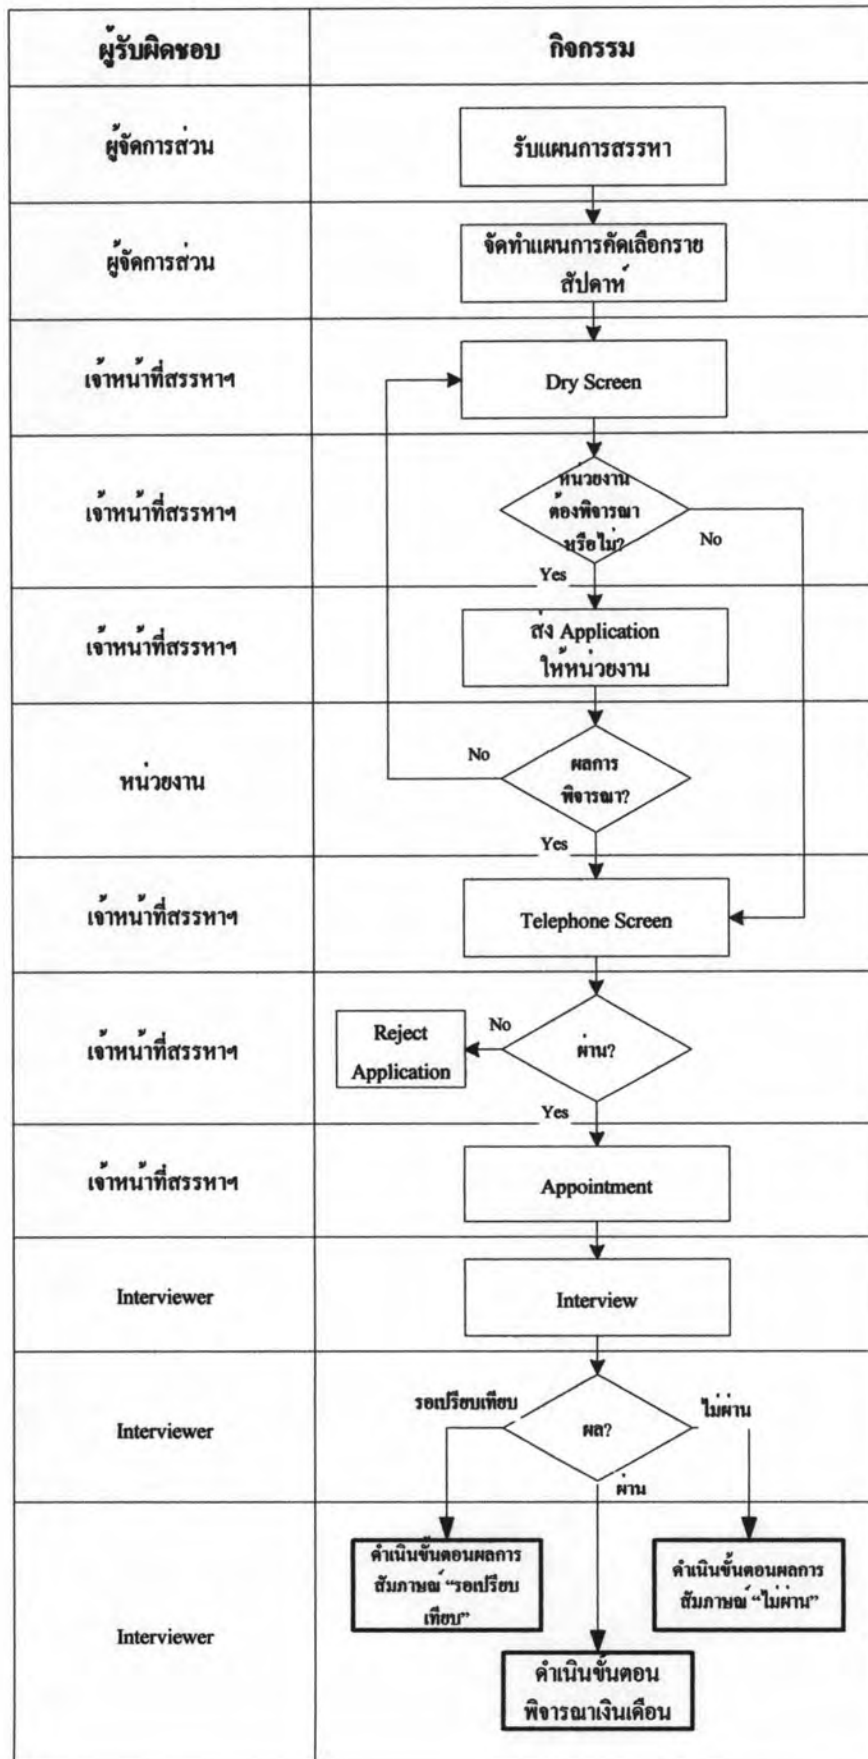 ผู้รับผิดชอบ
กิจกรรม
ผู้จัดการส่วน
รับแผนการสรรหา
ผู้จัดการส่วน
จัดทำแผนการคัดเลือกราย
สัปดาห์
เจ้าหน้าที่สรรหาฯ
Dry Screen
เจ้าหน้าที่สรรหาฯ
หน่วยงาน
ต้องพิจารณา
หรือไม่?
No
Yes
เจ้าหน้าที่สรรหาฯ
ส่ง Application
ให้หน่วยงาน
หน่วยงาน
No
ผลการ
พิจารณา?
Yes
เจ้าหน้าที่สรรหาฯ
Telephone Screen
เจ้าหน้าที่สรรหาฯ
Reject
Application
No
ผ่าน?
Yes
เจ้าหน้าที่สรรหาฯ
Appointment
Interviewer
Interview
Interviewer
รอเปรียบเทียบ
ผล?
ไม่ผ่าน
ผ่าน
Interviewer
ดำเนินขั้นตอนผลการ
สัมภาษณ์ “รอเปรียบ
เทียบ”
ดำเนินขั้นตอนผลการ
สัมภาษณ์ “ไม่ผ่าน”
ดำเนินขั้นตอน
พิจารณาเงินเดือน